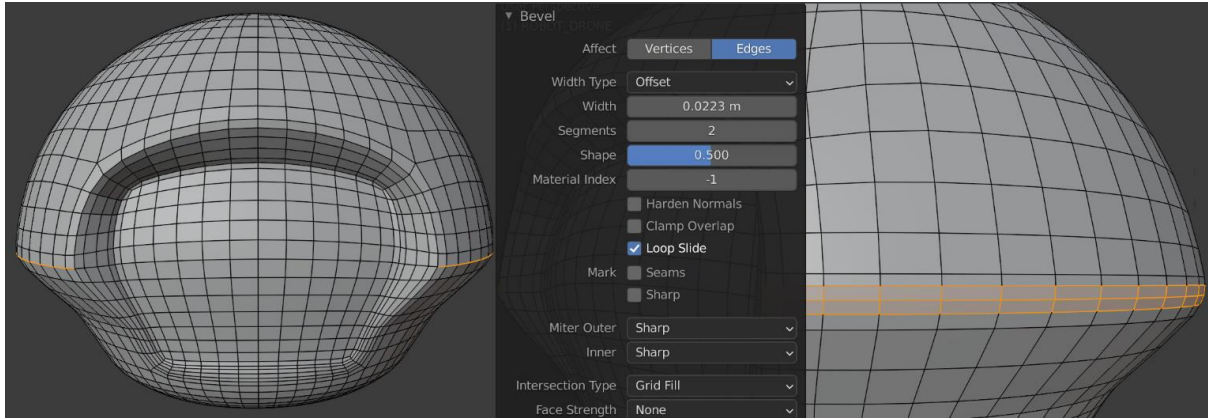 Bevel
ROBOT_DRONE
Affect Vertices Edges
Width Type Offset
Width 0.0223 m
Segments 2
Shape 0.500
Material Index -1
Harden Normals
Clamp Overlap
Loop Slide
Mark Seams
Sharp
Miter Outer Sharp
Inner Sharp
Intersection Type Grid Fill
Face Strength None